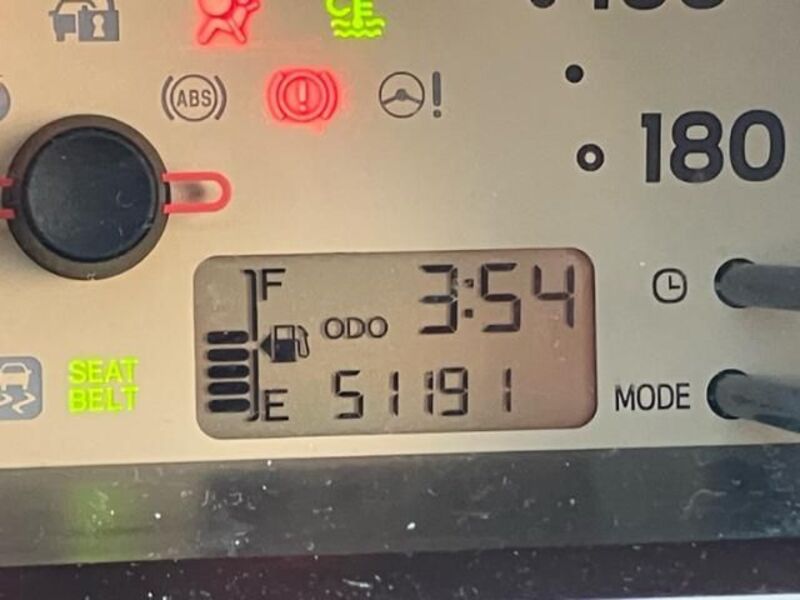 ABS
180
F
3:54
ODO
SEAT
BELT
E
51191
MODE